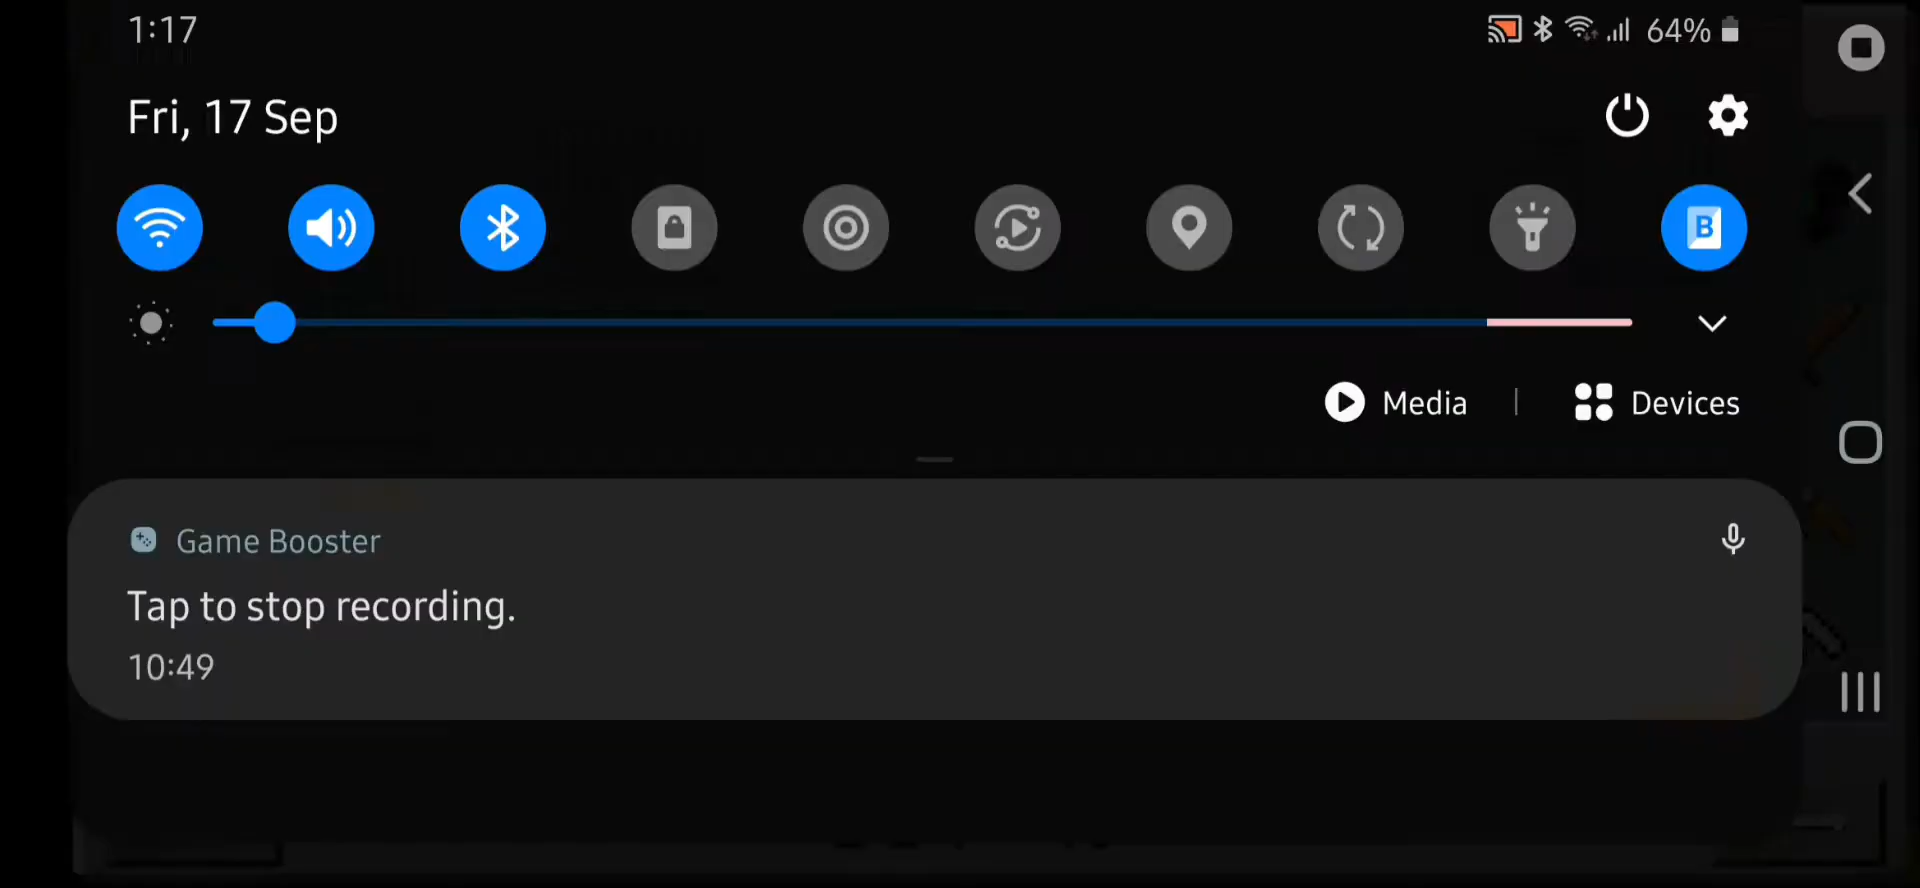 1:17
64%
Fri, 17 Sep
B
Media
Devices
Game Booster
Tap to stop recording.
10:49